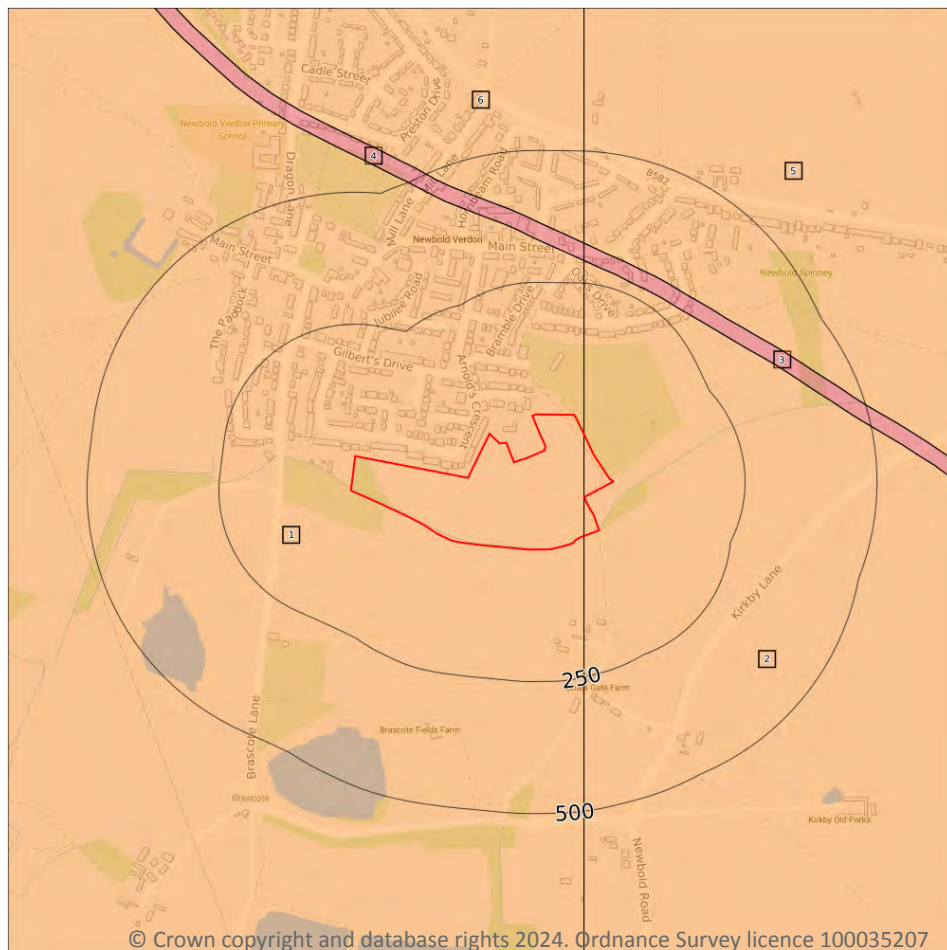 Cadle Street
6
Preston Drive
Newbold Verdon Primary
School
4
Dragon Lane
Mill Lane
Hornbeam Road
B582
5
Mill Lane
Newbold Verdon
Main Street
Main Street
Newbold Spinney
The Paddock
Jubilee Road
Bramble Drive
3
Gilbert's Drive
Arnold's Crescent
1
Kirkby Lane
2
250
Gate Farm
Brascote Lane
Brascote Fields Farm
Brascote
500
Kirkby Old Parks
Newbold Road
© Crown copyright and database rights 2024. Ordnance Survey licence 100035207